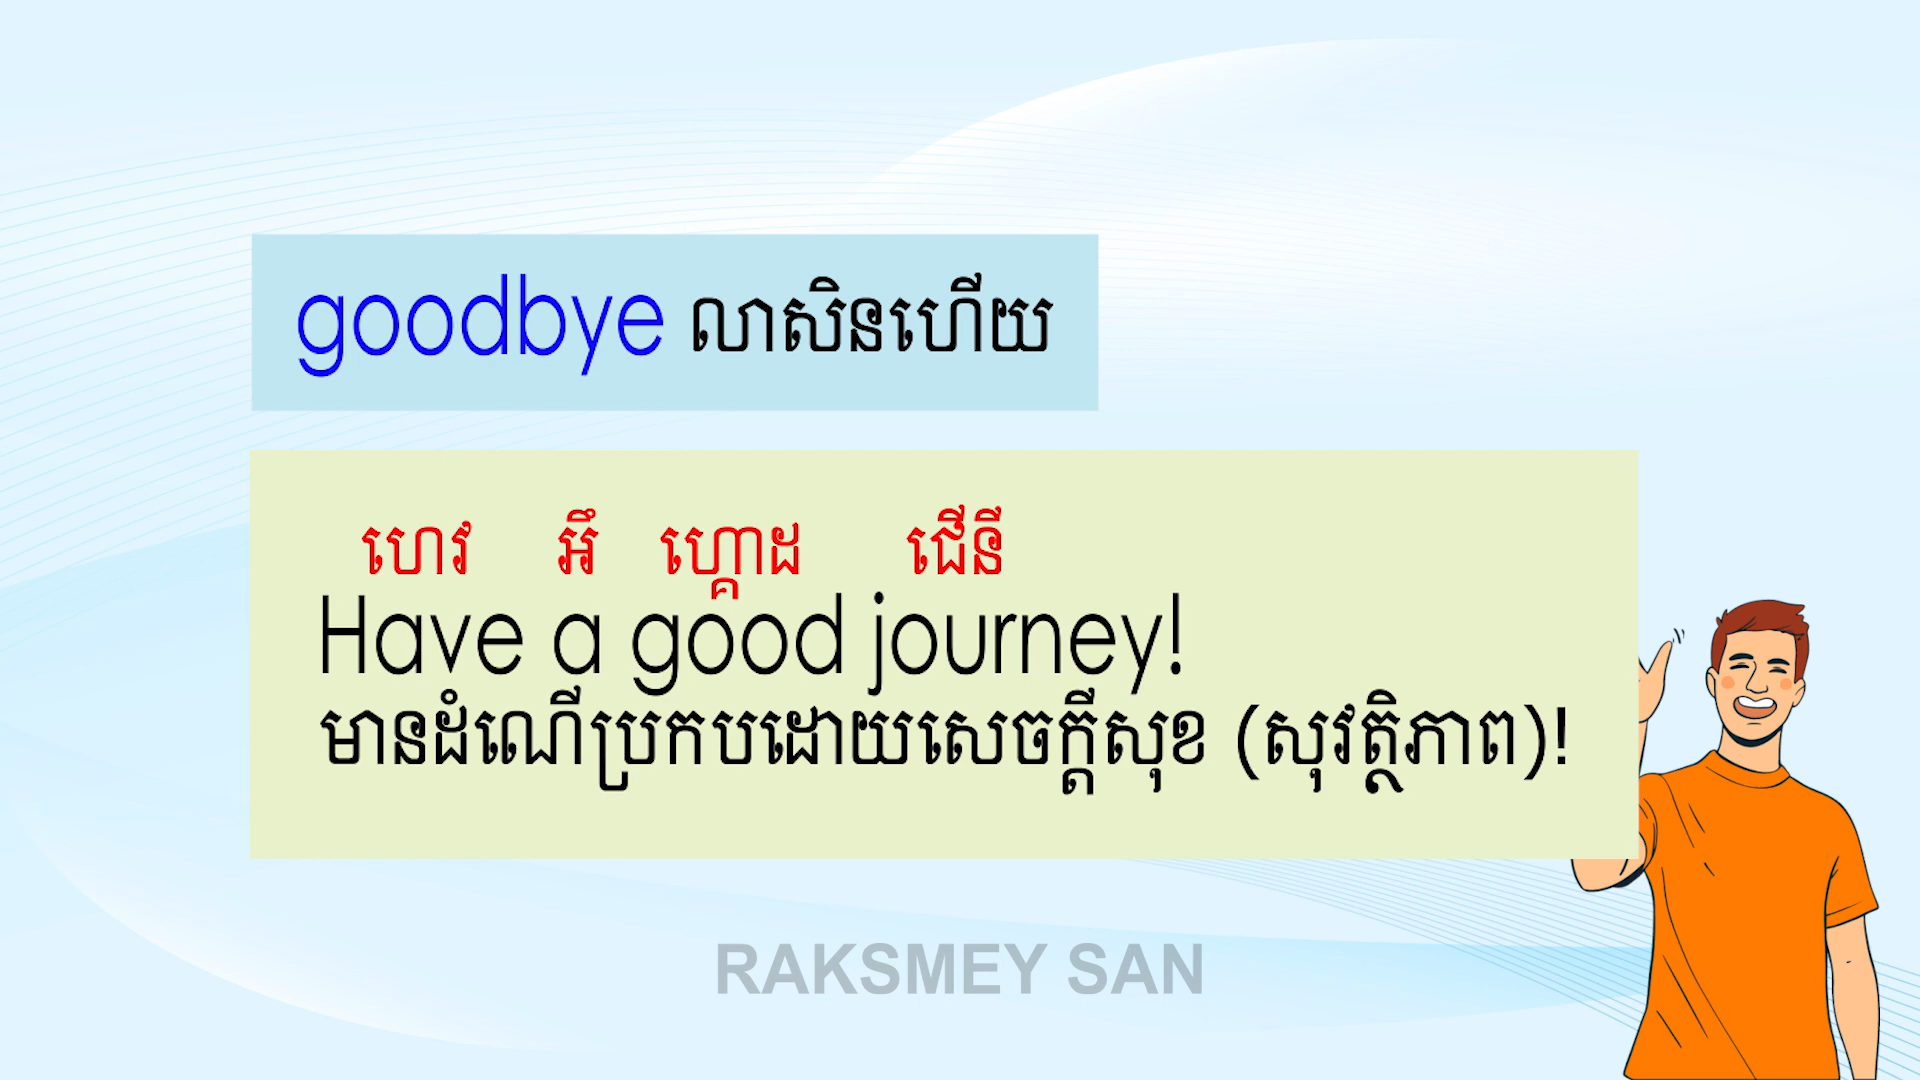 goodbye លាសិនហើយ
ហេវ អឹ ហ្គោដ ជើនី
Have a good journey!
មានដំណើប្រកបដោយសេចក្ដីសុខ (សុវត្ថិភាព)!
RAKSMEY SAN